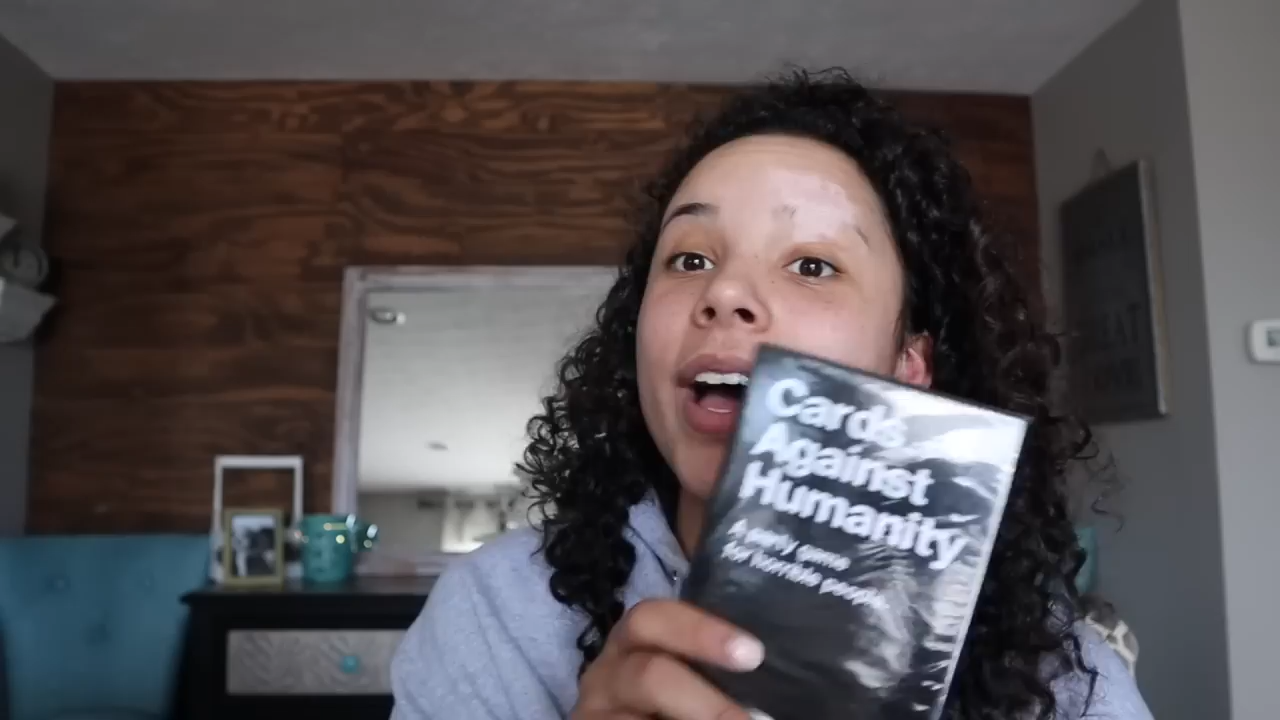 Cards
Against
Humanity
A party game
for horrible people.